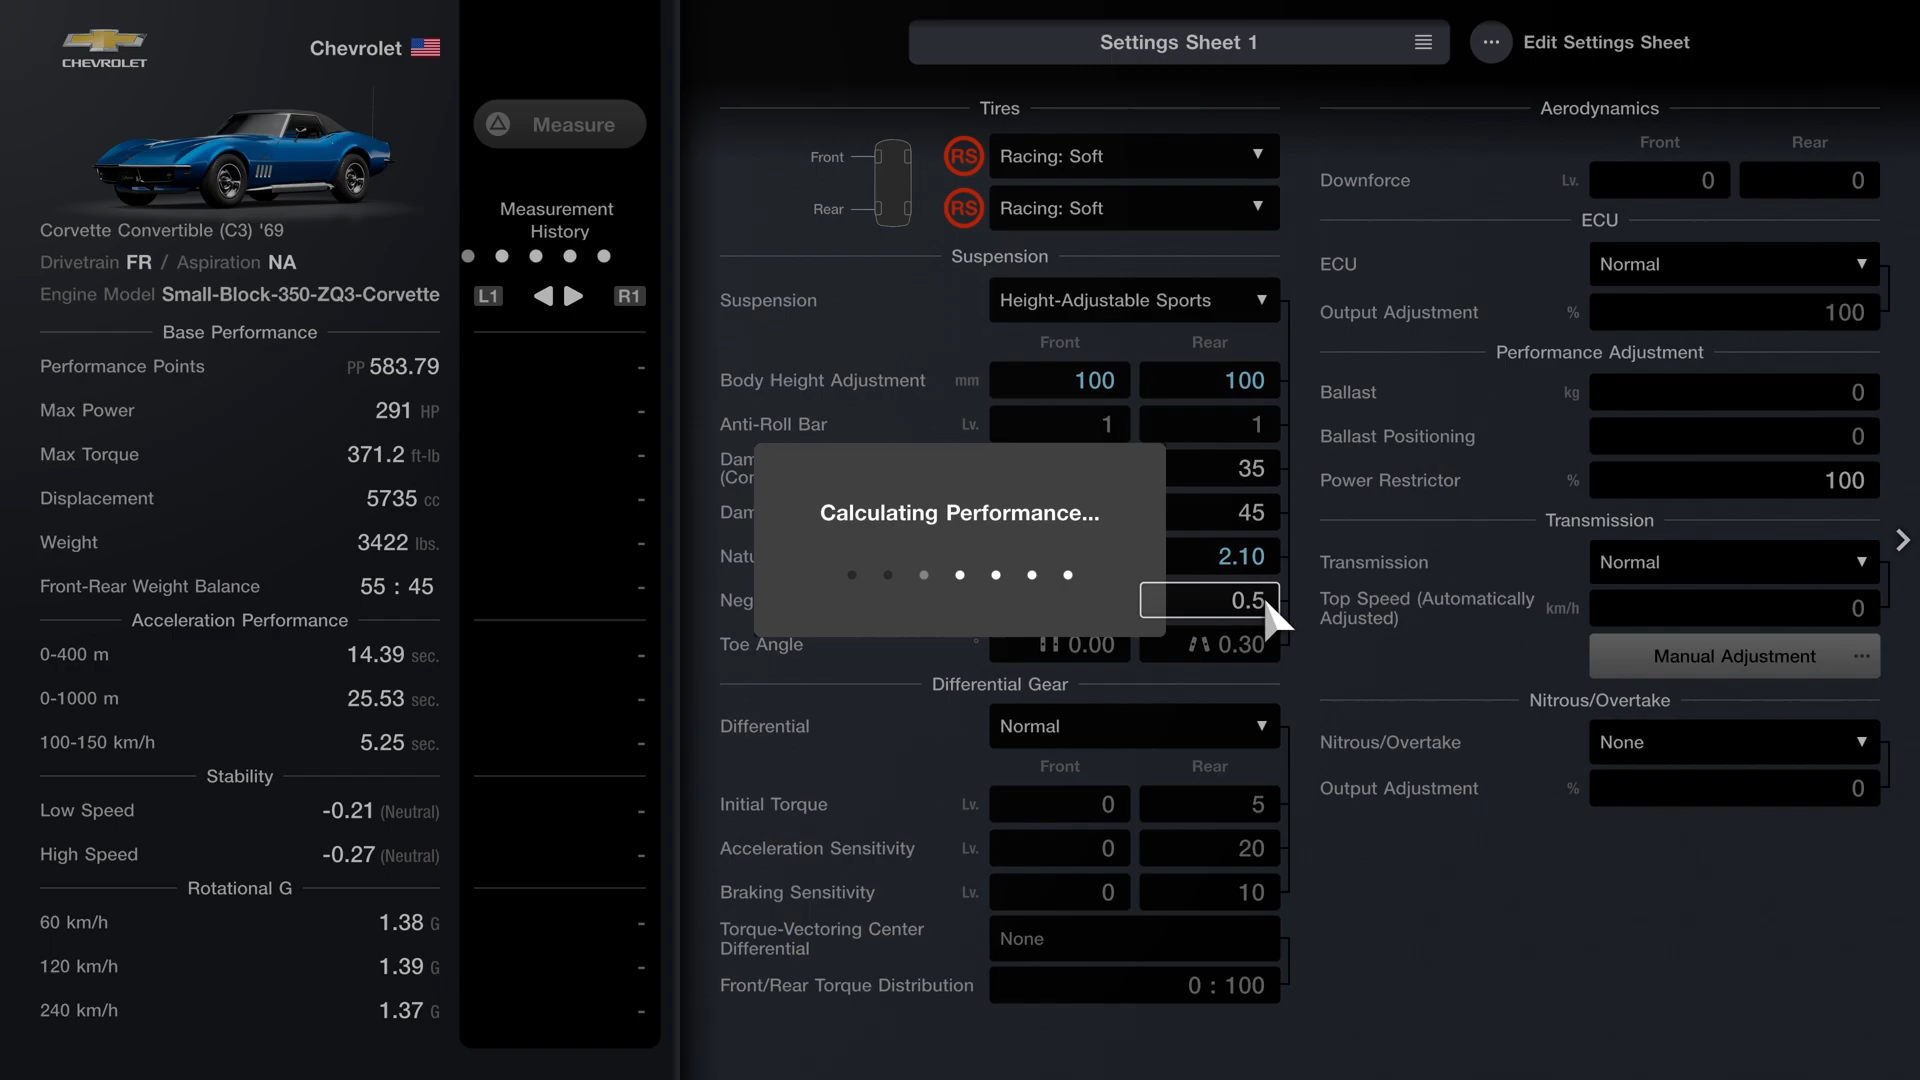 CHEVROLET
Chevrolet
Corvette Convertible (C3) '69
Drivetrain FR / Aspiration NA
Engine Model Small-Block-350-ZQ3-Corvette
Base Performance
Performance Points PP 583.79
Max Power 291 HP
Max Torque 371.2 ft-lb
Displacement 5735 cc
Weight 3422 lbs.
Front-Rear Weight Balance 55 : 45
Acceleration Performance
0-400 m 14.39 sec.
0-1000 m 25.53 sec.
100-150 km/h 5.25 sec.
Stability
Low Speed -0.21 (Neutral)
High Speed -0.27 (Neutral)
Rotational G
60 km/h 1.38 G
120 km/h 1.39 G
240 km/h 1.37 G
Measure
Measurement
History
L1 R1
-
-
-
-
-
-
-
-
-
-
-
-
-
-
Settings Sheet 1
Edit Settings Sheet
Tires
Front RS Racing: Soft
Rear RS Racing: Soft
Suspension
Suspension Height-Adjustable Sports
Front Rear
Body Height Adjustment mm 100 100
Anti-Roll Bar Lv. 1 1
Dam
(Cor 35
Dam 45
Natu 2.10
Neg 0.5
Toe Angle ° 0.00 0.30
Calculating Performance...
Differential Gear
Differential Normal
Front Rear
Initial Torque Lv. 0 5
Acceleration Sensitivity Lv. 0 20
Braking Sensitivity Lv. 0 10
Torque-Vectoring Center
Differential
None
Front/Rear Torque Distribution 0 : 100
Aerodynamics
Front Rear
Downforce Lv. 0 0
ECU
ECU Normal
Output Adjustment % 100
Performance Adjustment
Ballast kg 0
Ballast Positioning 0
Power Restrictor % 100
Transmission
Transmission Normal
Top Speed (Automatically
Adjusted) km/h 0
Manual Adjustment ...
Nitrous/Overtake
Nitrous/Overtake None
Output Adjustment % 0